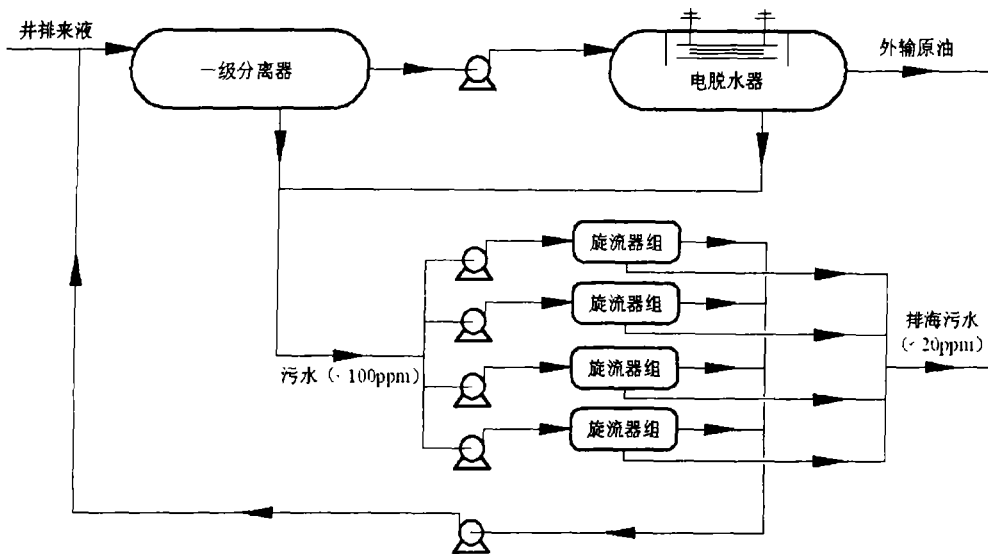 井排来液
一级分离器
电脱水器
外输原油
旋流器组
旋流器组
排海污水
(<20ppm)
污水(<100ppm)
旋流器组
旋流器组